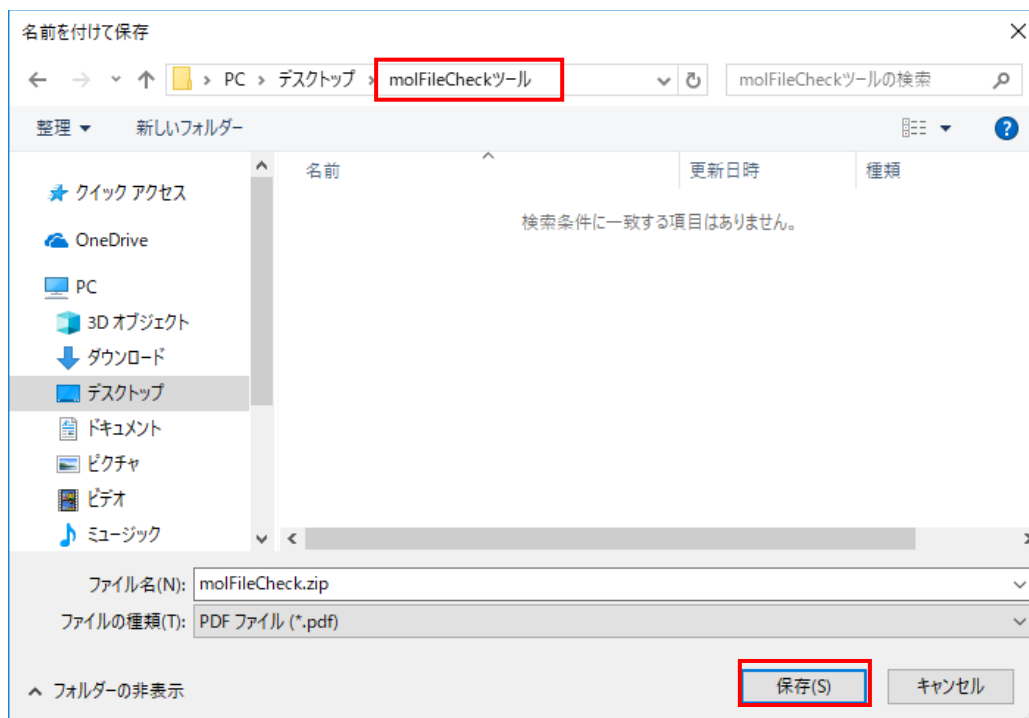 名前を付けて保存
PC > デスクトップ > molFileCheckツール
molFileCheckツールの検索
整理
新しいフォルダー
?
名前
更新日時
種類
検索条件に一致する項目はありません。
クイック アクセス
OneDrive
PC
3D オブジェクト
ダウンロード
デスクトップ
ドキュメント
ピクチャ
ビデオ
ミュージック
ファイル名(N): molFileCheck.zip
ファイルの種類(T): PDF ファイル (*.pdf)
フォルダーの非表示
保存(S)
キャンセル